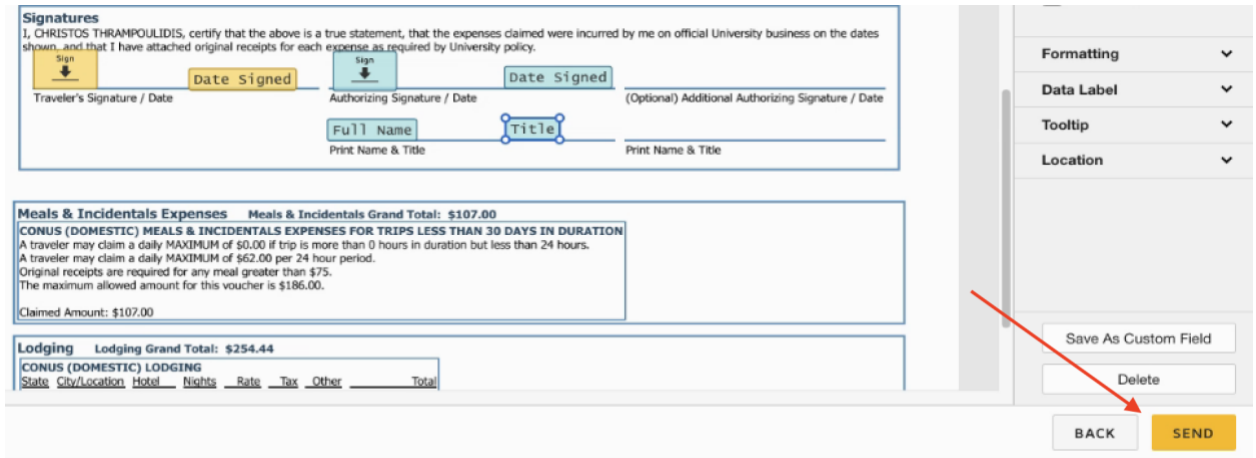 Signatures
I, CHRISTOS THRAMPOULIDIS, certify that the above is a true statement, that the expenses claimed were incurred by me on official University business on the dates
shown, and that I have attached original receipts for each expense as required by University policy.
Sign
Date Signed
Sign
Date Signed
Traveler's Signature / Date
Authorizing Signature / Date
(Optional) Additional Authorizing Signature / Date
Full Name
Title
Print Name & Title
Print Name & Title
Meals & Incidentals Expenses Meals & Incidentals Grand Total: $107.00
CONUS (DOMESTIC) MEALS & INCIDENTALS EXPENSES FOR TRIPS LESS THAN 30 DAYS IN DURATION
A traveler may claim a daily MAXIMUM of $0.00 if trip is more than 0 hours in duration but less than 24 hours.
A traveler may claim a daily MAXIMUM of $62.00 per 24 hour period.
Original receipts are required for any meal greater than $75.
The maximum allowed amount for this voucher is $186.00.
Claimed Amount: $107.00
Lodging Lodging Grand Total: $254.44
CONUS (DOMESTIC) LODGING
State City/Location Hotel Nights Rate Tax Other Total
Formatting
Data Label
Tooltip
Location
Save As Custom Field
Delete
BACK
SEND